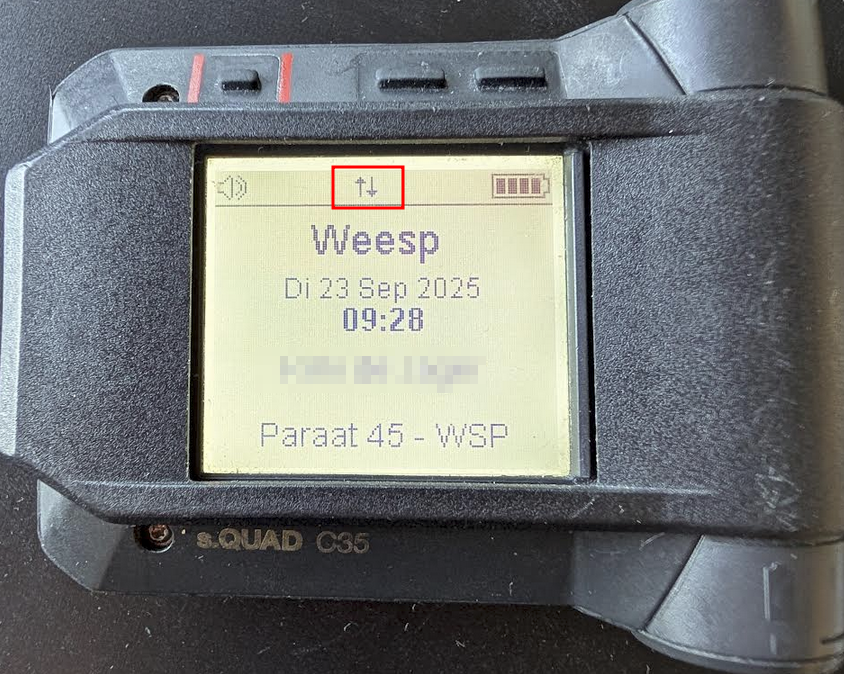 Weesp
Di 23 Sep 2025
09:28
Paraat 45 - WSP
s.QUAD C35